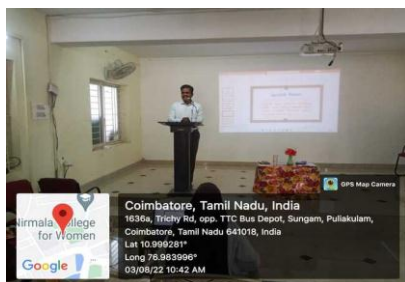 GPS Map Camera
Nirmala College
for Women
Google
Coimbatore, Tamil Nadu, India
1636a, Trichy Rd, opp. TTC Bus Depot, Sungam, Puliakulam,
Coimbatore, Tamil Nadu 641018, India
Lat 10.999281°
Long 76.983996°
03/08/22 10:42 AM